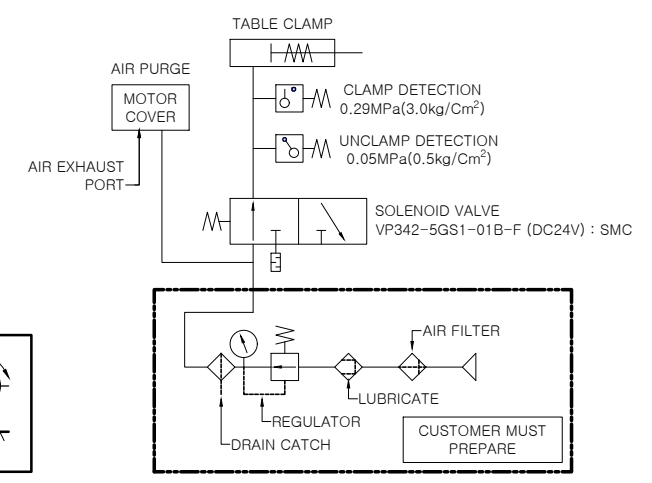 TABLE CLAMP
AIR PURGE
MOTOR
COVER
CLAMP DETECTION
0.29MPa(3.0kg/Cm²)
UNCLAMP DETECTION
0.05MPa(0.5kg/Cm²)
AIR EXHAUST
PORT
SOLENOID VALVE
VP342-5GS1-01B-F (DC24V) : SMC
AIR FILTER
LUBRICATE
REGULATOR
DRAIN CATCH
CUSTOMER MUST
PREPARE